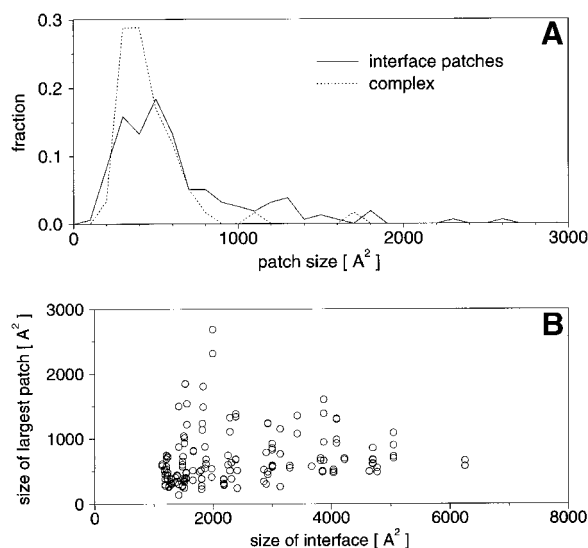 A
0.3
0.2
0.1
0.0
fraction
interface patches
complex
0
1000
2000
3000
patch size [ A² ]
B
3000
2000
1000
0
size of largest patch [ A² ]
0
2000
4000
6000
8000
size of interface [ A² ]